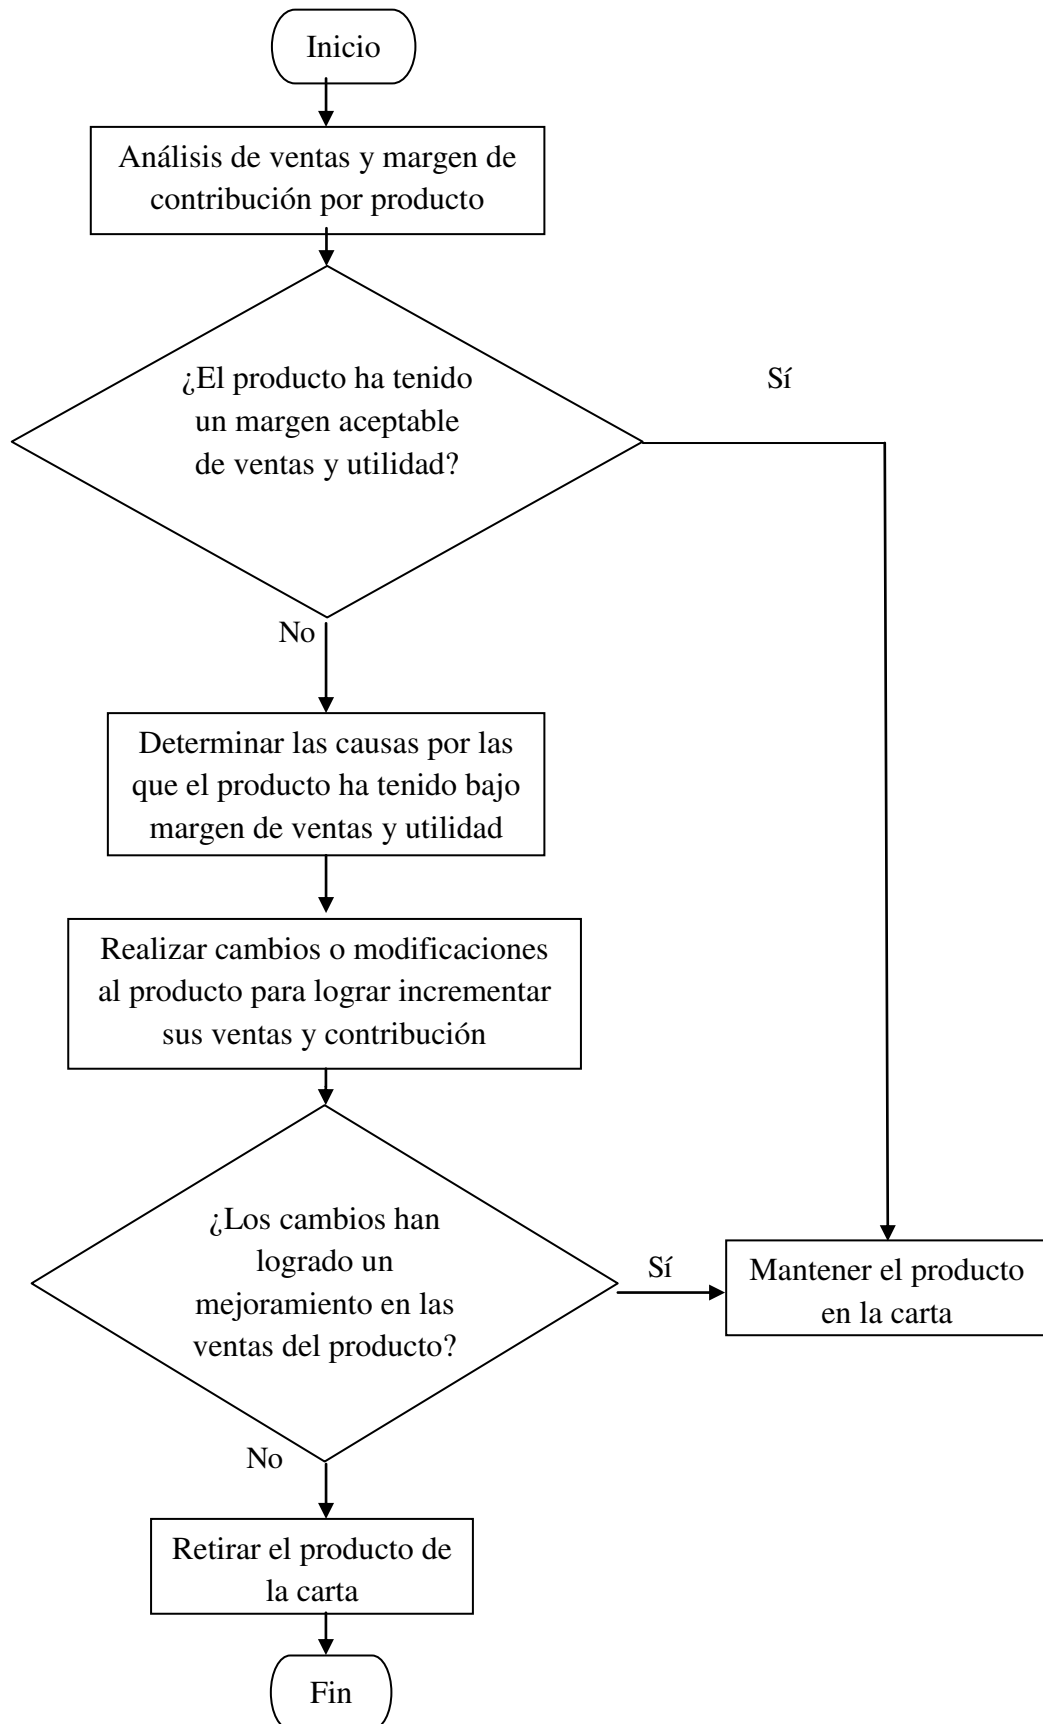 Inicio
Análisis de ventas y margen de
contribución por producto
¿El producto ha tenido
un margen aceptable
de ventas y utilidad?
Sí
No
Determinar las causas por las
que el producto ha tenido bajo
margen de ventas y utilidad
Realizar cambios o modificaciones
al producto para lograr incrementar
sus ventas y contribución
¿Los cambios han
logrado un
mejoramiento en las
ventas del producto?
Sí
Mantener el producto
en la carta
No
Retirar el producto de
la carta
Fin